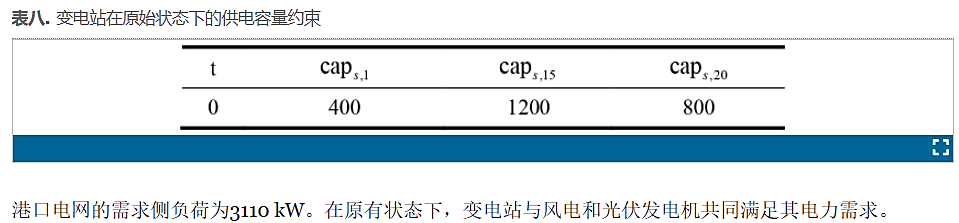 表八. 变电站在原始状态下的供电容量约束
t cap s,1 cap s,15 cap s,20
0 400 1200 800
港口电网的需求侧负荷为3110 kW。在原有状态下，变电站与风电和光伏发电机共同满足其电力需求。